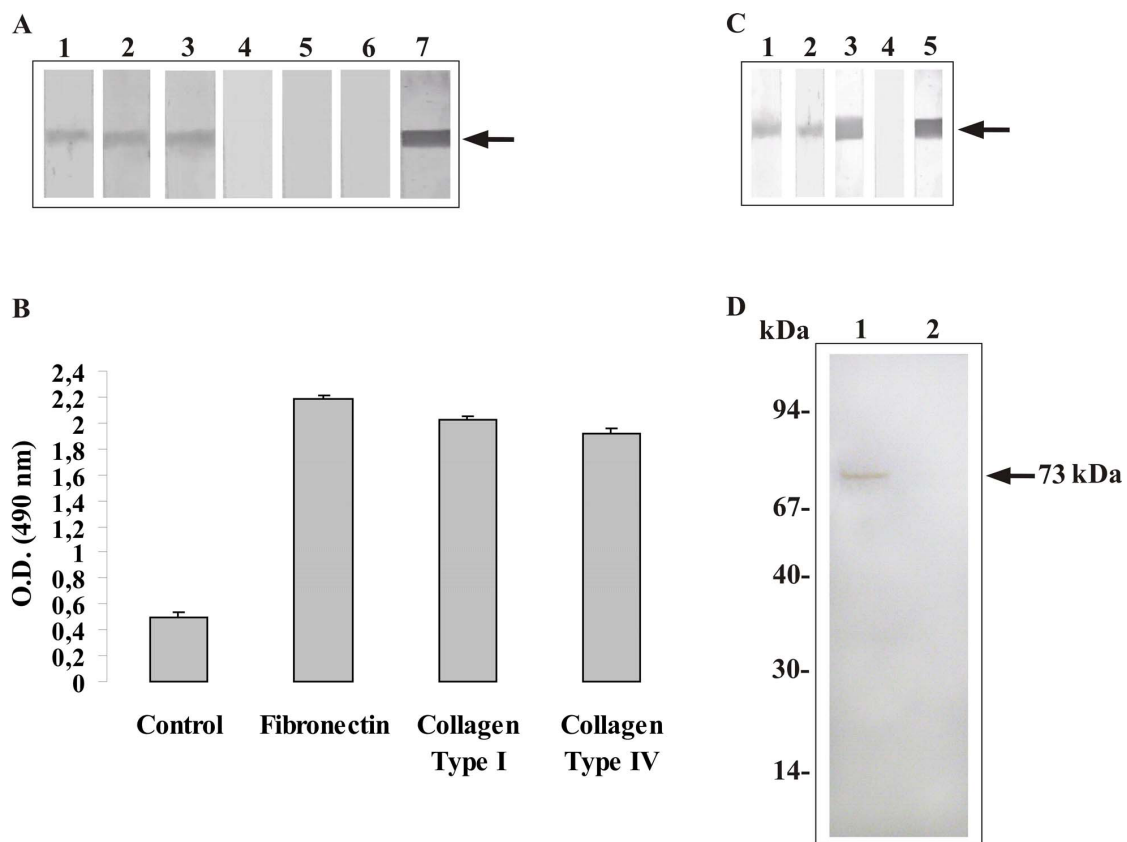 A
1 2 3 4 5 6 7
C
1 2 3 4 5
B
O.D. (490 nm)
2,4
2,2
2
1,8
1,6
1,4
1,2
1
0,8
0,6
0,4
0,2
0
Control
Fibronectin
Collagen
Type I
Collagen
Type IV
D
kDa
1 2
94-
67-
40-
30-
14-
73 kDa